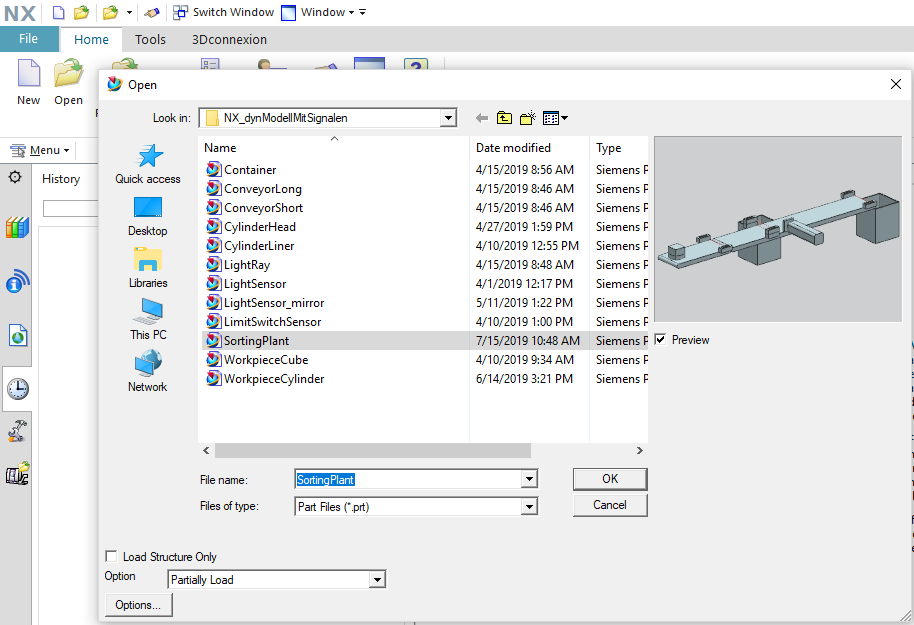 NX Switch Window Window
File Home Tools 3Dconnexion
New Open
Menu
History
Open
Look in: NX_dynModellMitSignalen
Quick access
Desktop
Libraries
This PC
Network
Name Date modified Type
Container 4/15/2019 8:56 AM Siemens P
ConveyorLong 4/15/2019 8:46 AM Siemens P
ConveyorShort 4/15/2019 8:46 AM Siemens P
CylinderHead 4/27/2019 1:59 PM Siemens P
CylinderLiner 4/10/2019 12:55 PM Siemens P
LightRay 4/15/2019 8:48 AM Siemens P
LightSensor 4/1/2019 12:17 PM Siemens P
LightSensor_mirror 5/11/2019 1:22 PM Siemens P
LimitSwitchSensor 4/10/2019 1:00 PM Siemens P
SortingPlant 7/15/2019 10:48 AM Siemens P
WorkpieceCube 4/10/2019 9:34 AM Siemens P
WorkpieceCylinder 6/14/2019 3:21 PM Siemens P
Preview
File name: SortingPlant OK
Files of type: Part Files (*.prt) Cancel
Load Structure Only
Option Partially Load
Options...